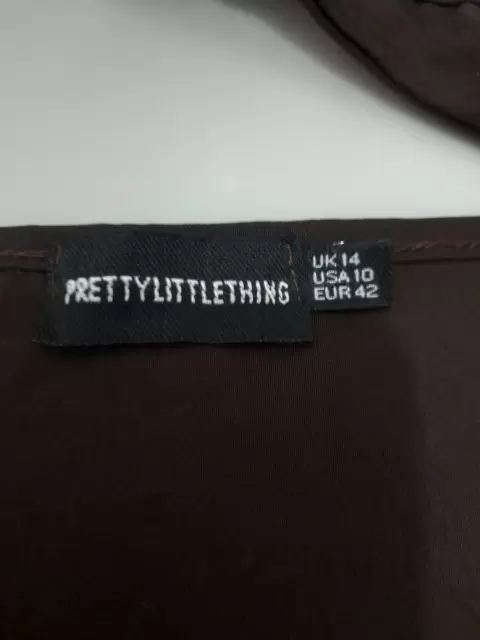 PRETTYLITTLETHING
UK 14
USA 10
EUR 42